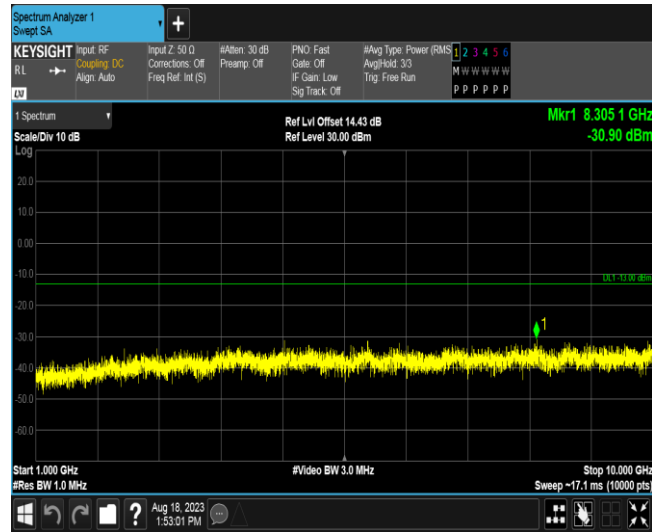 Spectrum Analyzer 1
Swept SA
+
KEYSIGHT
RL
LXI
Input: RF
Coupling: DC
Align: Auto
Input Z: 50 Ω
Corrections: Off
Freq Ref: Int (S)
#Atten: 30 dB
Preamp: Off
PNO: Fast
Gate: Off
IF Gain: Low
Sig Track: Off
#Avg Type: Power (RMS
Avg|Hold: 3/3
Trig: Free Run
1 2 3 4 5 6
M W W W W W
P P P P P P
1 Spectrum
Scale/Div 10 dB
Log
Ref Lvl Offset 14.43 dB
Ref Level 30.00 dBm
Mkr1 8.305 1 GHz
-30.90 dBm
20.0
10.0
0.00
-10.0
DL1 -13.00 dBm
-20.0
-30.0
1
-40.0
-50.0
-60.0
Start 1.000 GHz
#Res BW 1.0 MHz
#Video BW 3.0 MHz
Stop 10.000 GHz
Sweep ~17.1 ms (10000 pts)
?
Aug 18, 2023
1:53:01 PM